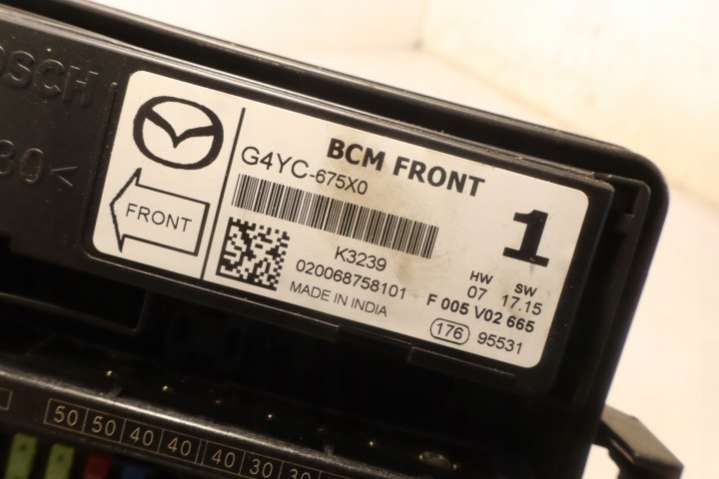 BCM FRONT
G4YC-675X0
FRONT
1
K3239
020068758101
MADE IN INDIA
HW SW
07 17.15
F 005 V02 665
176 95531
50 50 40 40 40 30 30